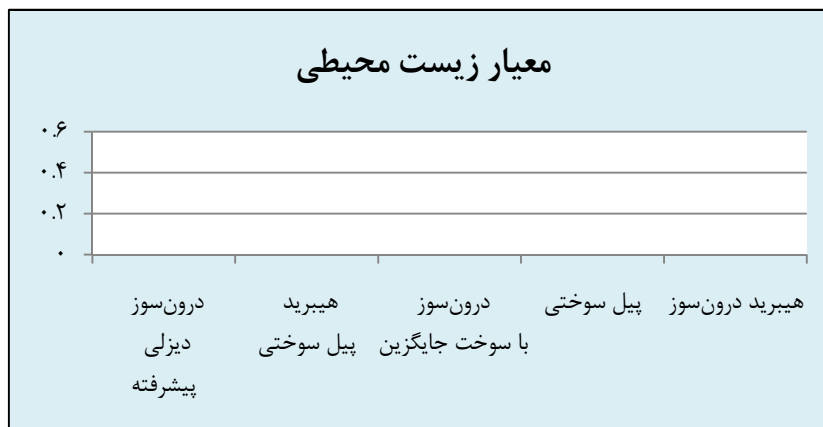 معیار زیست محیطی
۰.۶
۰.۴
۰.۲
۰
درون‌سوز
دیزلی
پیشرفته
هیبرید
پیل سوختی
درون‌سوز
با سوخت جایگزین
پیل سوختی
هیبرید درون‌سوز